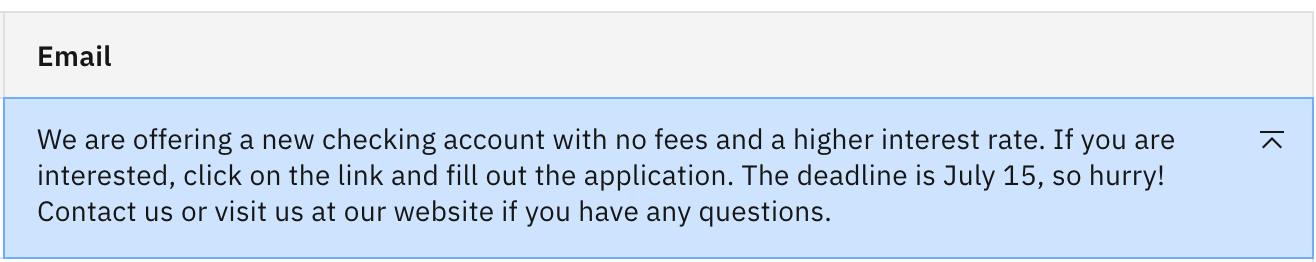 Email
We are offering a new checking account with no fees and a higher interest rate. If you are
interested, click on the link and fill out the application. The deadline is July 15, so hurry!
Contact us or visit us at our website if you have any questions.